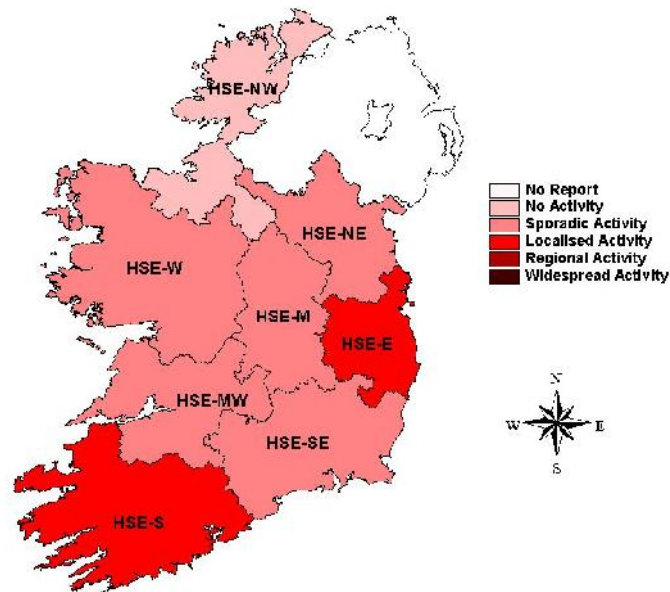 HSE-NW
HSE-NE
HSE-W
HSE-M
HSE-E
HSE-MW
HSE-SE
HSE-S
No Report
No Activity
Sporadic Activity
Localised Activity
Regional Activity
Widespread Activity
N
W E
S